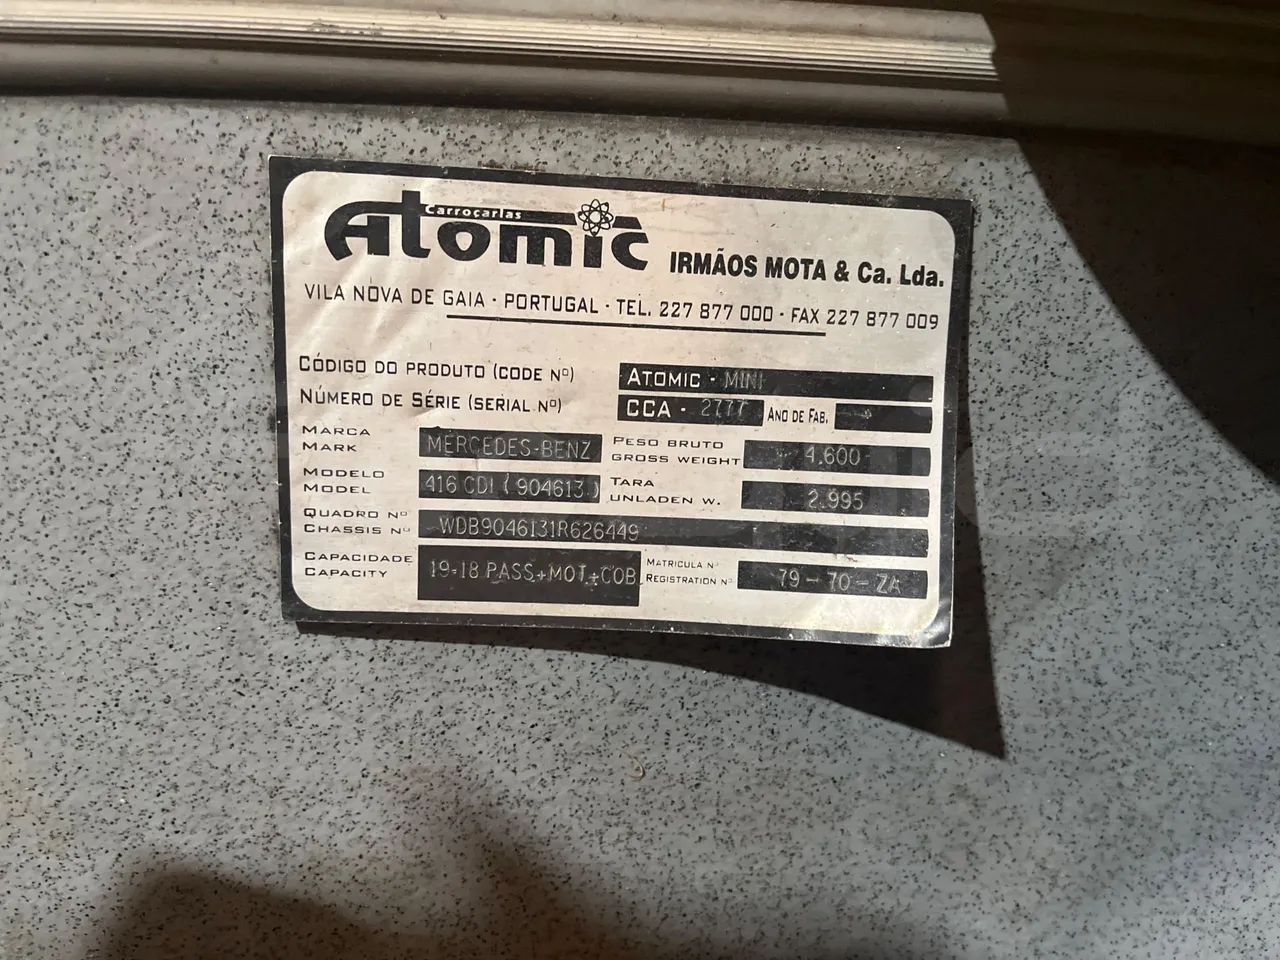 Carroçarias
Atomic IRMÃOS MOTA & Ca. Lda.
VILA NOVA DE GAIA - PORTUGAL - TEL. 227 877 000 - FAX 227 877 009
CÓDIGO DO PRODUTO (CODE Nº) ATOMIC - MINI
NÚMERO DE SÉRIE (SERIAL Nº) CCA - 2777 ANO DE FAB.
MARCA
MARK MERCEDES-BENZ
PESO BRUTO
GROSS WEIGHT 4.600
MODELO
MODEL 416 CDI (904613)
TARA
UNLADEN W. 2.995
QUADRO Nº
CHASSIS Nº WDB9046131R626449
CAPACIDADE
CAPACITY 19-18 PASS+MOT+COB
MATRICULA Nº
REGISTRATION Nº 79-70-ZA